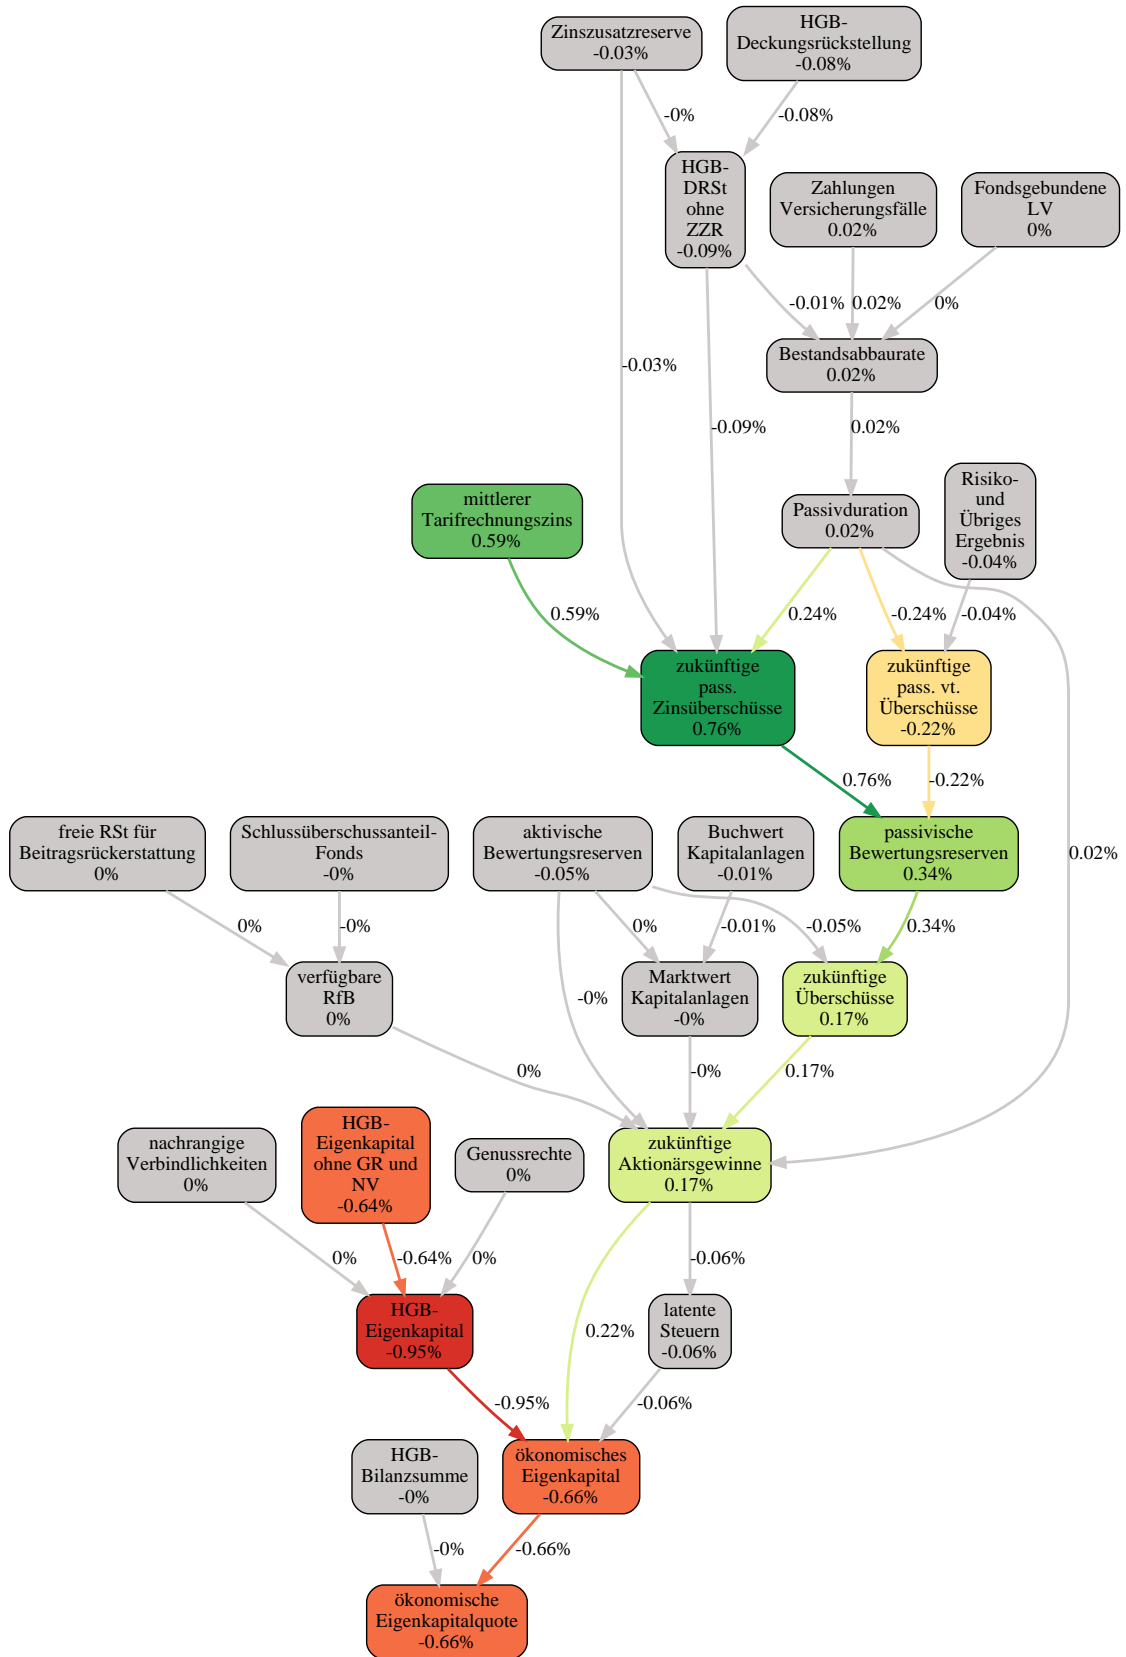 Zinszusatzreserve
-0.03%
HGB-
Deckungsrückstellung
-0.08%
-0%
-0.08%
HGB-
DRSt
ohne
ZZR
-0.09%
Zahlungen
Versicherungsfälle
0.02%
Fondsgebundene
LV
0%
-0.01%
0.02%
0%
Bestandsabbaurate
0.02%
-0.03%
-0.09%
0.02%
mittlerer
Tarifrechnungszins
0.59%
Passivduration
0.02%
Risiko-
und
Übriges
Ergebnis
-0.04%
0.59%
0.24%
-0.24%
-0.04%
zukünftige
pass.
Zinsüberschüsse
0.76%
zukünftige
pass. vt.
Überschüsse
-0.22%
0.76%
-0.22%
freie RSt für
Beitragsrückerstattung
0%
Schlussüberschussanteil-
Fonds
-0%
aktivische
Bewertungsreserven
-0.05%
Buchwert
Kapitalanlagen
-0.01%
passivische
Bewertungsreserven
0.34%
0.02%
0%
-0%
0%
-0.01%
-0.05%
0.34%
verfügbare
RfB
0%
-0%
Marktwert
Kapitalanlagen
-0%
zukünftige
Überschüsse
0.17%
0%
-0%
0.17%
nachrangige
Verbindlichkeiten
0%
HGB-
Eigenkapital
ohne GR und
NV
-0.64%
Genussrechte
0%
zukünftige
Aktionärsgewinne
0.17%
0%
-0.64%
0%
-0.06%
HGB-
Eigenkapital
-0.95%
0.22%
latente
Steuern
-0.06%
-0.95%
-0.06%
HGB-
Bilanzsumme
-0%
ökonomisches
Eigenkapital
-0.66%
-0%
-0.66%
ökonomische
Eigenkapitalquote
-0.66%